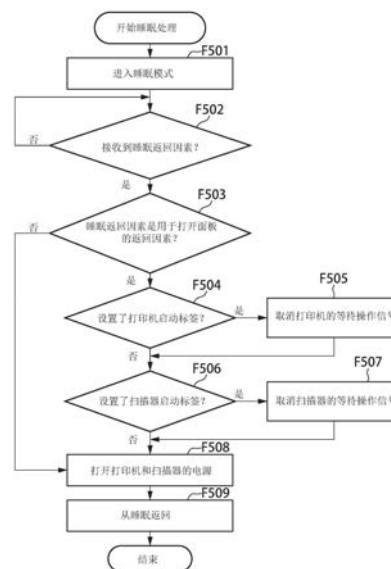 开始睡眠处理
F501
进入睡眠模式
F502
接收到睡眠返回因素？
否
是
F503
睡眠返回因素是用于打开面板
的返回因素？
否
是
F504
设置了打印机启动标签？
是
F505
取消打印机的等待操作信号
否
F506
设置了扫描器启动标签？
是
F507
取消扫描器的等待操作信号
否
F508
打开打印机和扫描器的电源
F509
从睡眠返回
结束